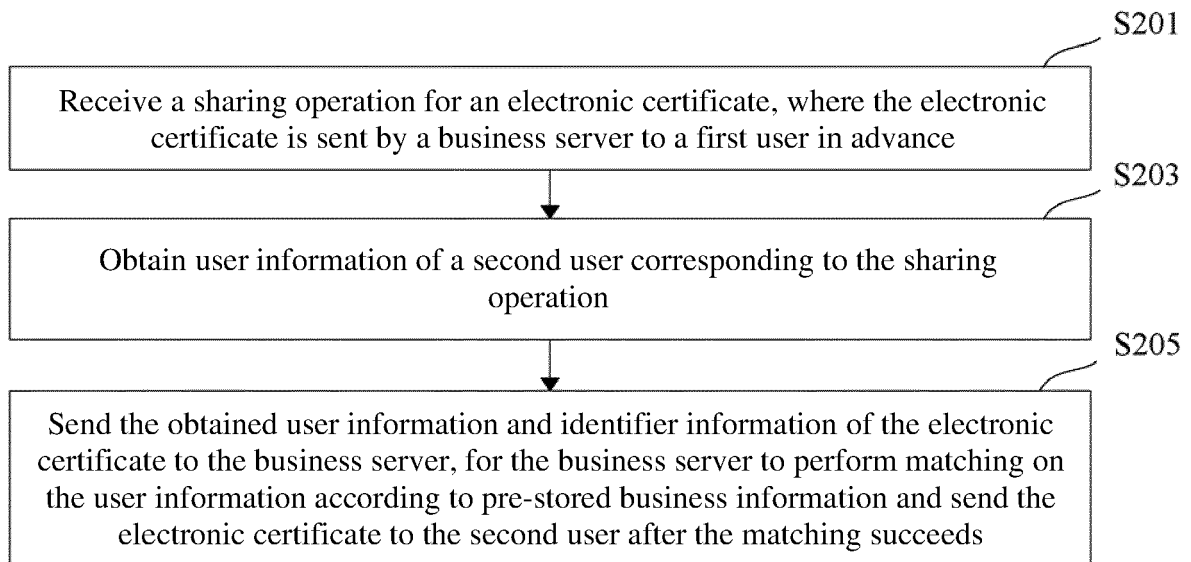 S201
Receive a sharing operation for an electronic certificate, where the electronic
certificate is sent by a business server to a first user in advance
S203
Obtain user information of a second user corresponding to the sharing
operation
S205
Send the obtained user information and identifier information of the electronic
certificate to the business server, for the business server to perform matching on
the user information according to pre-stored business information and send the
electronic certificate to the second user after the matching succeeds